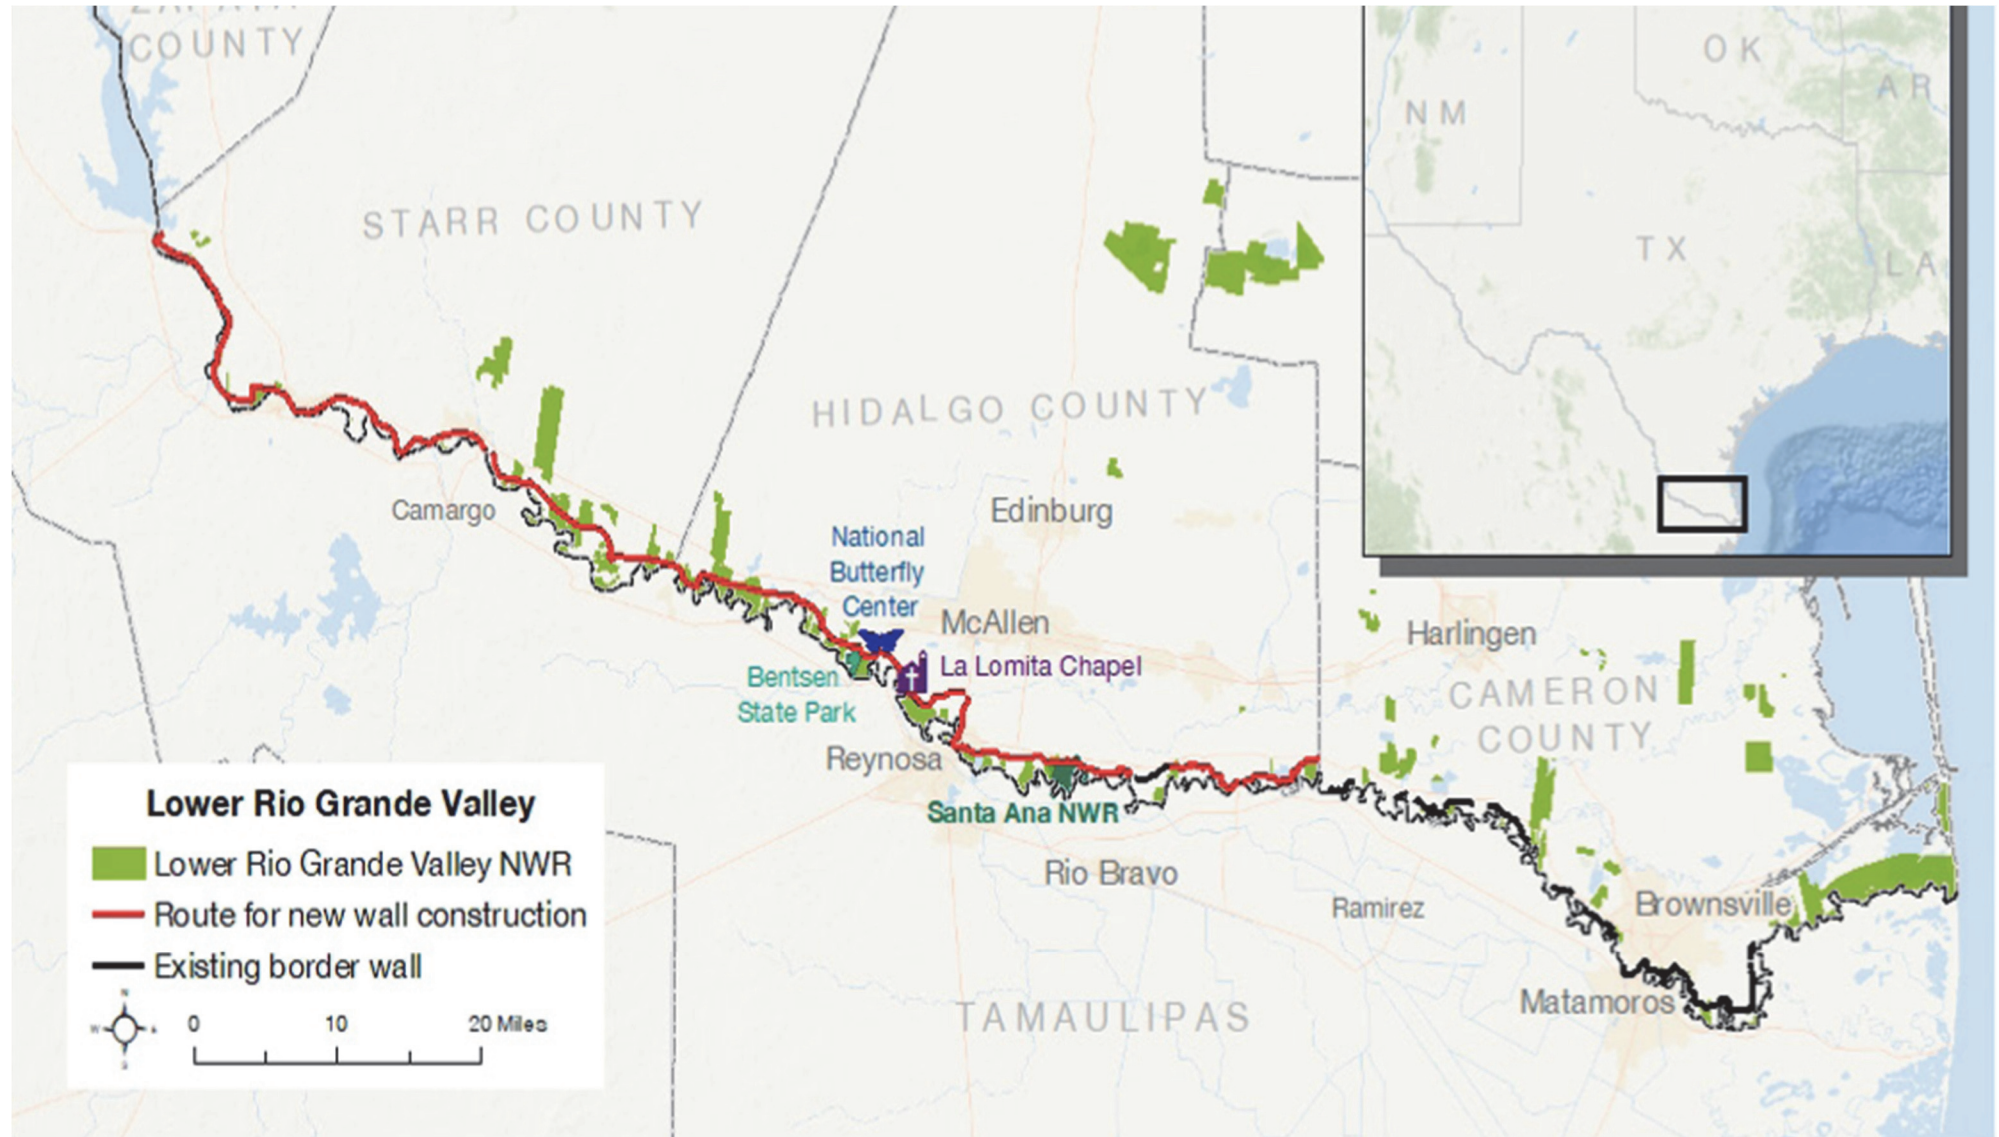 COUNTY
STARR COUNTY
HIDALGO COUNTY
CAMERON
COUNTY
TAMAULIPAS
Camargo
Edinburg
National
Butterfly
Center
McAllen
La Lomita Chapel
Bentsen
State Park
Reynosa
Santa Ana NWR
Rio Bravo
Ramirez
Harlingen
Brownsville
Matamoros
NM
OK
AR
TX
LA
Lower Rio Grande Valley
Lower Rio Grande Valley NWR
Route for new wall construction
Existing border wall
N
W
S
0 10 20 Miles